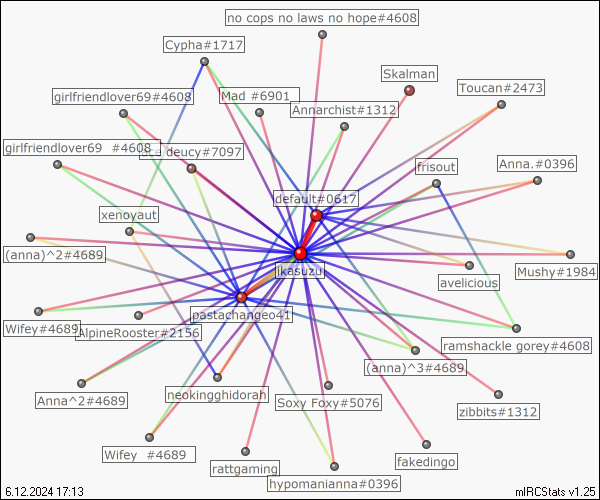 no cops no laws no hope#4608
Cypha#1717
Skalman
Toucan#2473
girlfriendlover69#4608
Mad #6901
Annarchist#1312
girlfriendlover69 #4608
deucy#7097
frisout
Anna.#0396
default#0617
xenoyaut
(anna)^2#4689
ikasuzu
avelicious
Mushy#1984
pastachangeo41
Wifey#4689
AlpineRooster#2156
ramshackle gorey#4608
(anna)^3#4689
Anna^2#4689
neokingghidorah
Soxy Foxy#5076
zibbits#1312
Wifey #4689
rattgaming
fakedingo
hypomanianna#0396
6.12.2024 17:13
mIRCStats v1.25